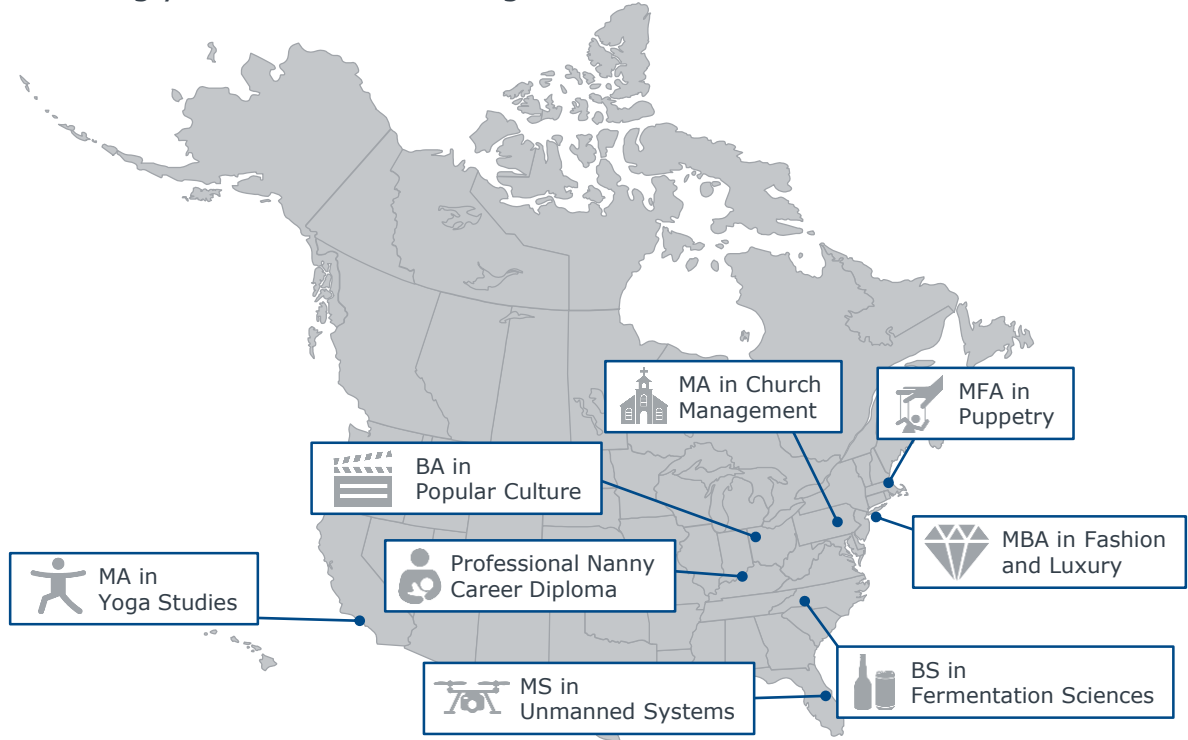 MA in Church
Management
MFA in
Puppetry
BA in
Popular Culture
MBA in Fashion
and Luxury
Professional Nanny
Career Diploma
MA in
Yoga Studies
BS in
Fermentation Sciences
MS in
Unmanned Systems